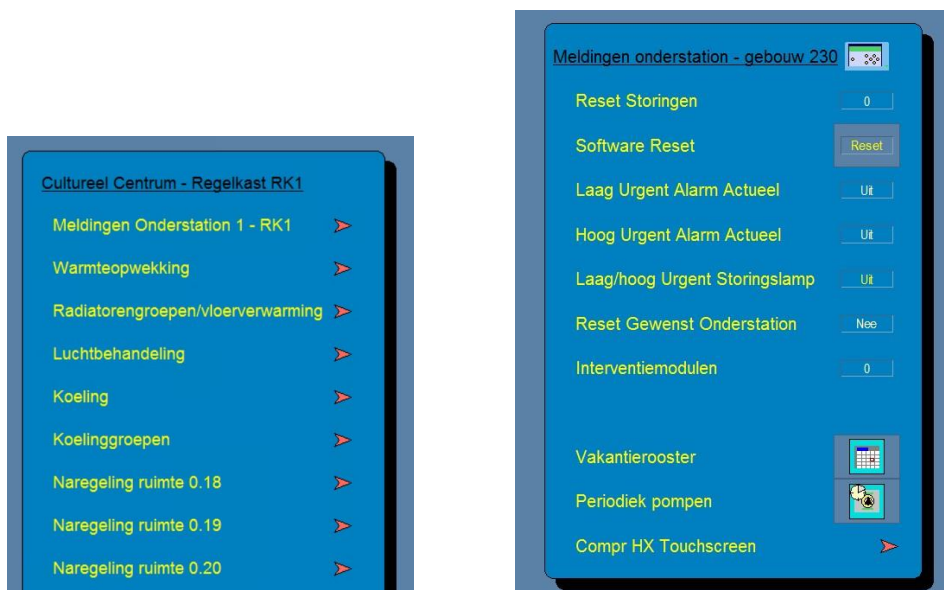 Cultureel Centrum - Regelkast RK1
Meldingen Onderstation 1 - RK1
Warmteopwekking
Radiatorengroepen/vloerverwarming
Luchtbehandeling
Koeling
Koelinggroepen
Naregeling ruimte 0.18
Naregeling ruimte 0.19
Naregeling ruimte 0.20
Meldingen onderstation - gebouw 230
Reset Storingen 0
Software Reset Reset
Laag Urgent Alarm Actueel Uit
Hoog Urgent Alarm Actueel Uit
Laag/hoog Urgent Storingslamp Uit
Reset Gewenst Onderstation Nee
Interventiemodulen 0
Vakantierooster
Periodiek pompen
Compr HX Touchscreen